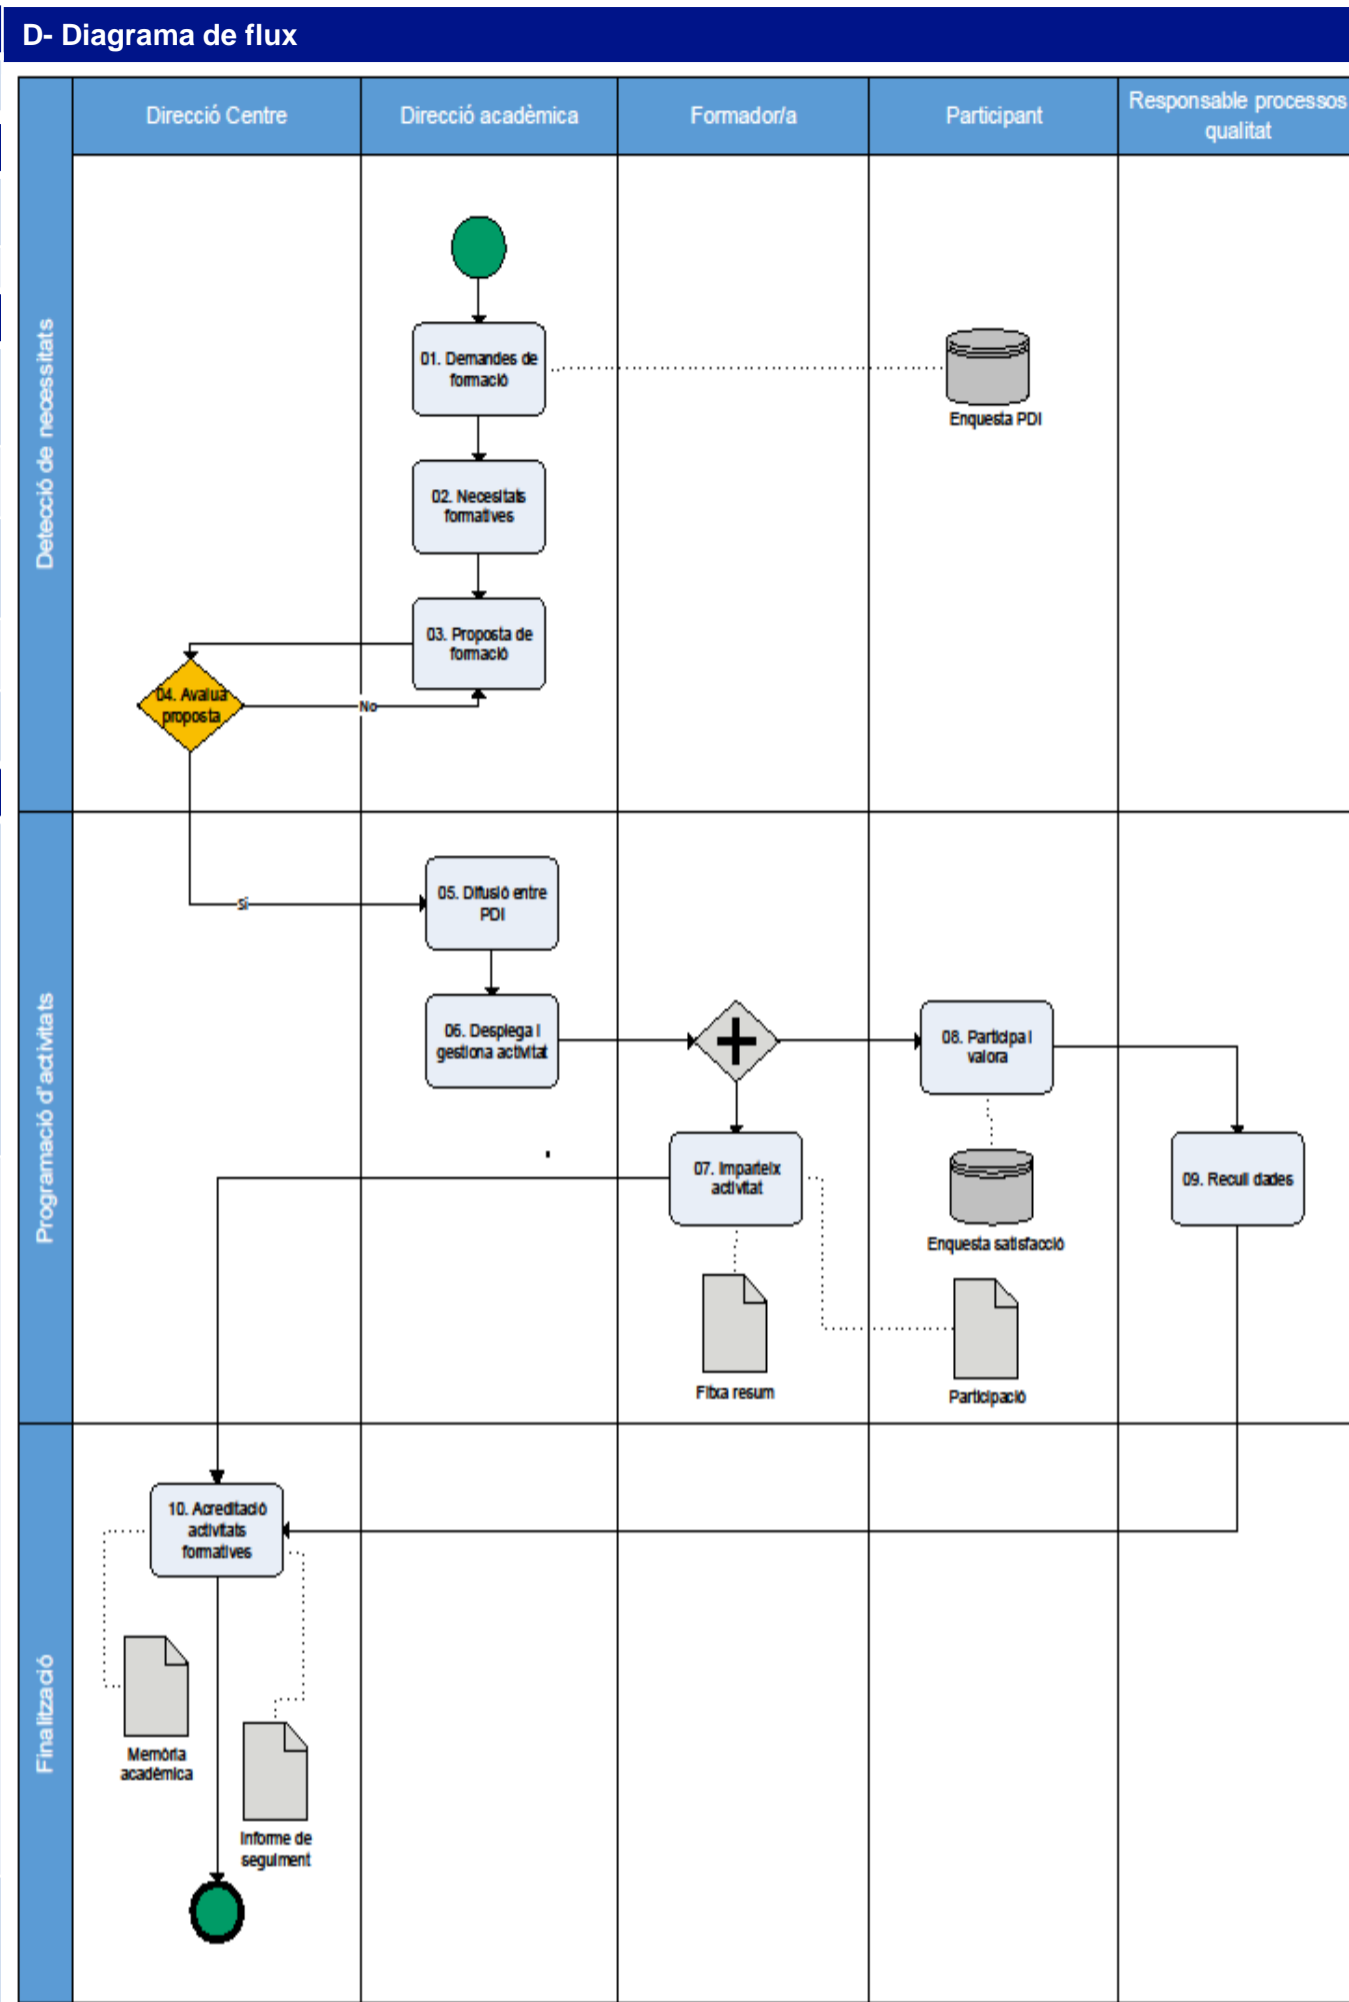 D- Diagrama de flux
Direcció Centre
Direcció acadèmica
Formador/a
Participant
Responsable processos
qualitat
Detecció de necessitats
01. Demandes de
formació
Enquesta PDI
02. Necesitats
formatives
03. Proposta de
formació
04. Avalua
proposta
No
Programació d'activitats
05. Difusió entre
PDI
Sí
06. Desplega i
gestiona activitat
08. Participa i
valora
07. Imparteix
activitat
09. Recull dades
Enquesta satisfacció
Fitxa resum
Participació
Finalització
10. Acreditació
activitats
formatives
Memòria
acadèmica
Informe de
seguiment